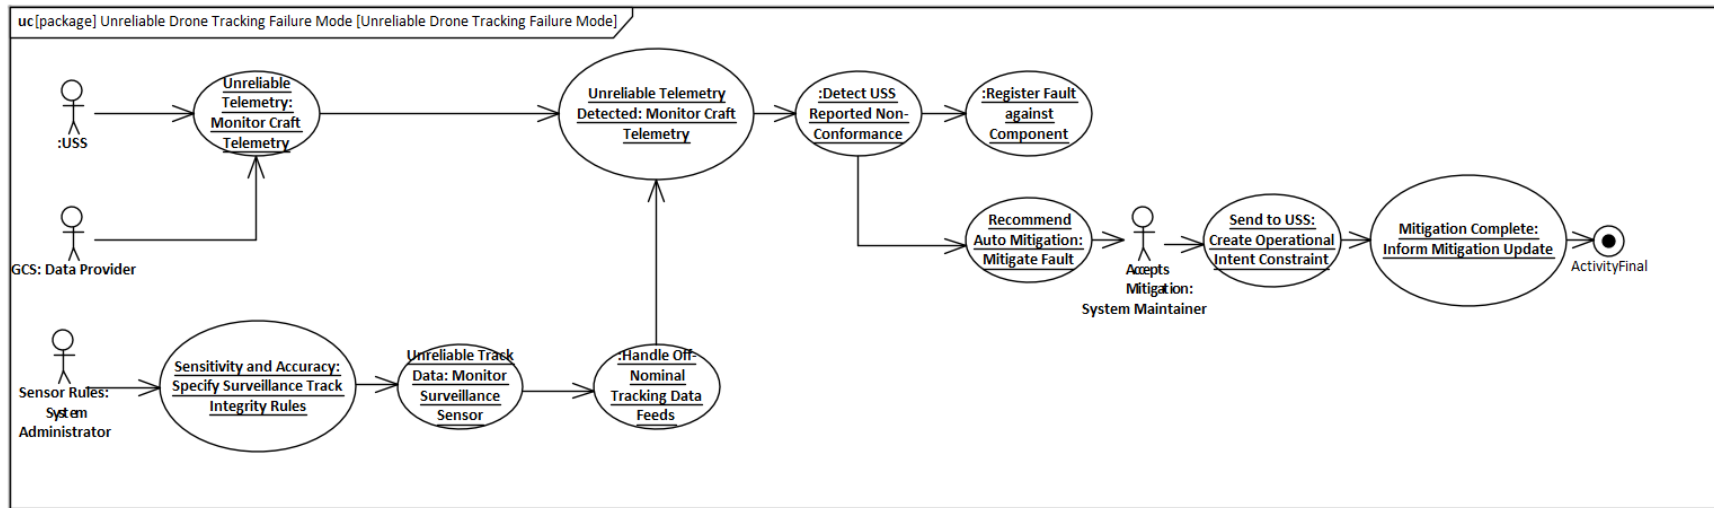 uc [package] Unreliable Drone Tracking Failure Mode [Unreliable Drone Tracking Failure Mode]
:USS
Unreliable
Telemetry:
Monitor Craft
Telemetry
Unreliable Telemetry
Detected: Monitor Craft
Telemetry
:Detect USS
Reported Non-
Conformance
:Register Fault
against
Component
GCS: Data Provider
Recommend
Auto Mitigation:
Mitigate Fault
Accepts
Mitigation:
System Maintainer
Send to USS:
Create Operational
Intent Constraint
Mitigation Complete:
Inform Mitigation Update
ActivityFinal
Sensor Rules:
System
Administrator
Sensitivity and Accuracy:
Specify Surveillance Track
Integrity Rules
Unreliable Track
Data: Monitor
Surveillance
Sensor
:Handle Off-
Nominal
Tracking Data
Feeds